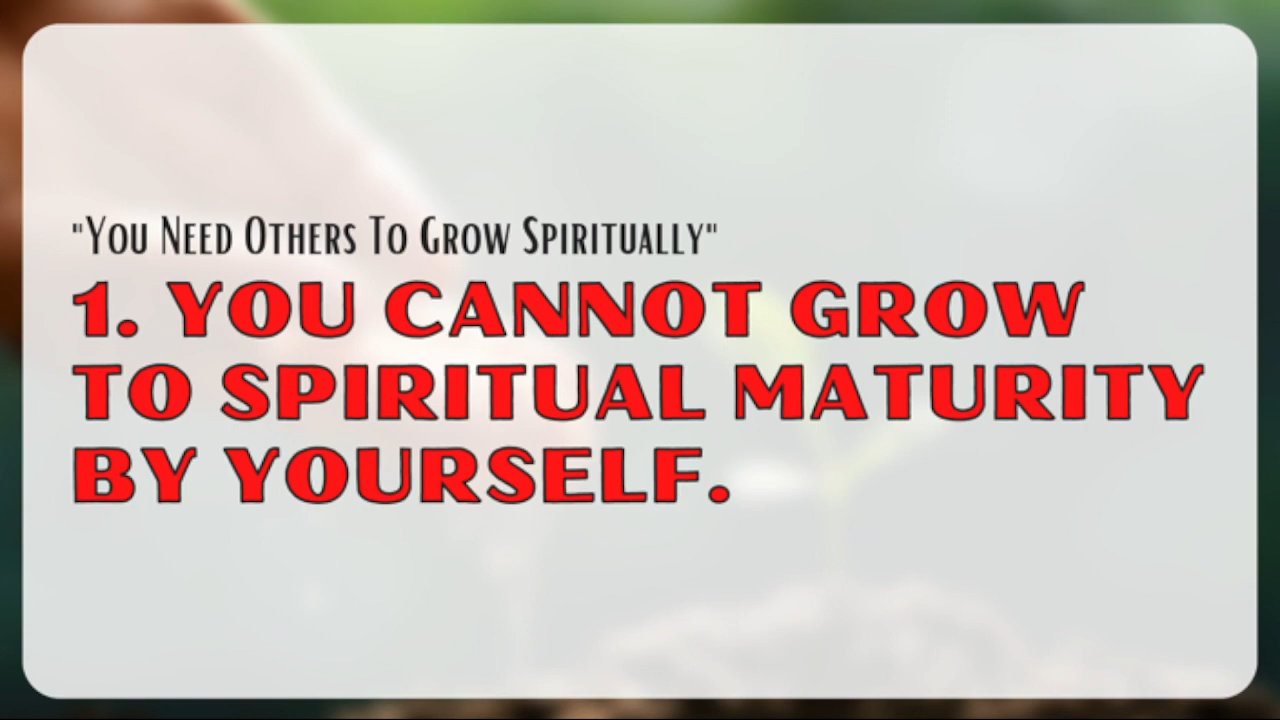 "You Need Others To Grow Spiritually"
1. YOU CANNOT GROW
TO SPIRITUAL MATURITY
BY YOURSELF.